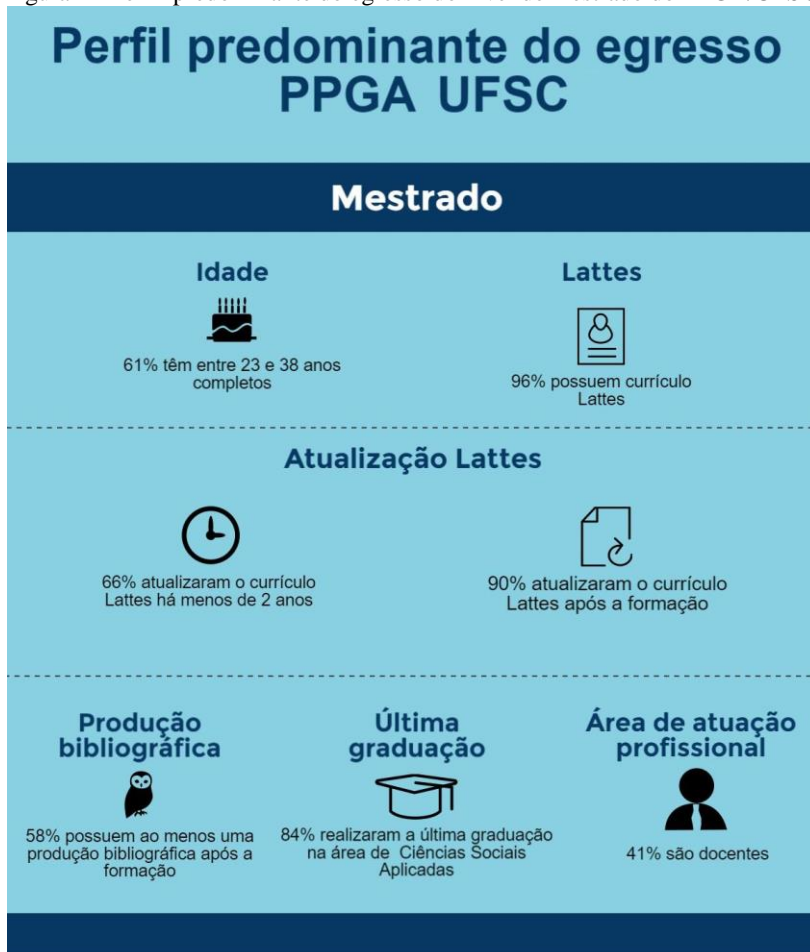 Perfil predominante do egresso
PPGA UFSC
Mestrado
Idade
61% têm entre 23 e 38 anos
completos
Lattes
96% possuem currículo
Lattes
Atualização Lattes
66% atualizaram o currículo
Lattes há menos de 2 anos
90% atualizaram o currículo
Lattes após a formação
Produção
bibliográfica
58% possuem ao menos uma
produção bibliográfica após a
formação
Última
graduação
84% realizaram a última graduação
na área de Ciências Sociais
Aplicadas
Área de atuação
profissional
41% são docentes